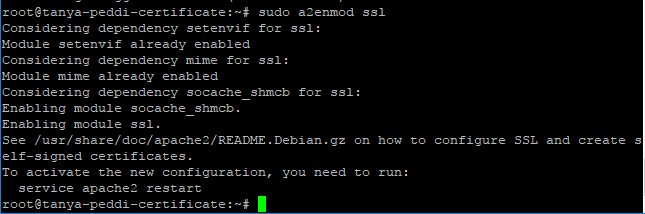 root@tanya-peddi-certificate:~# sudo a2enmod ssl
Considering dependency setenvif for ssl:
Module setenvif already enabled
Considering dependency mime for ssl:
Module mime already enabled
Considering dependency socache_shmcb for ssl:
Enabling module socache_shmcb.
Enabling module ssl.
See /usr/share/doc/apache2/README.Debian.gz on how to configure SSL and create s
elf-signed certificates.
To activate the new configuration, you need to run:
  service apache2 restart
root@tanya-peddi-certificate:~#